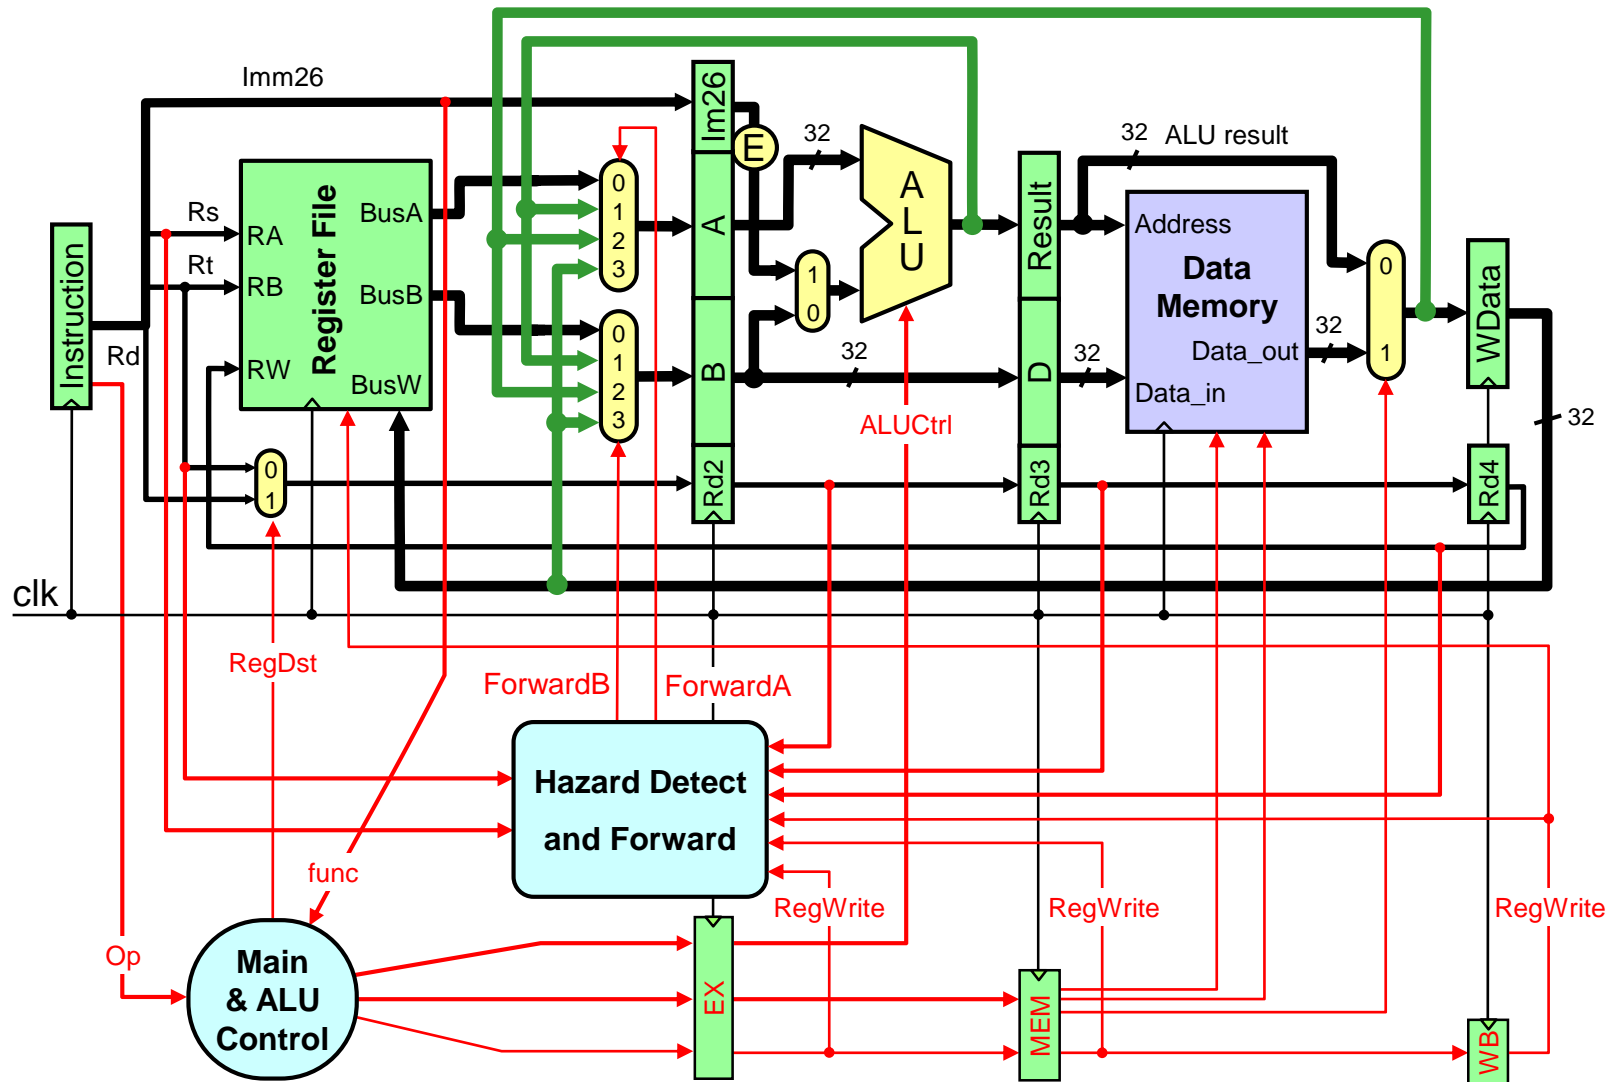 Imm26
Im26
E
32
ALU
32
ALU result
Register File
Rs
RA
BusA
0
1
2
3
A
Result
Address
Data
Memory
0
Instruction
Rt
RB
BusB
1
0
WData
Rd
RW
BusW
0
1
2
3
B
32
D
32
Data_out
32
1
Data_in
ALUCtrl
32
0
1
Rd2
Rd3
Rd4
clk
RegDst
ForwardB
ForwardA
Hazard Detect
and Forward
func
RegWrite
RegWrite
RegWrite
Op
Main
& ALU
Control
EX
MEM
WB